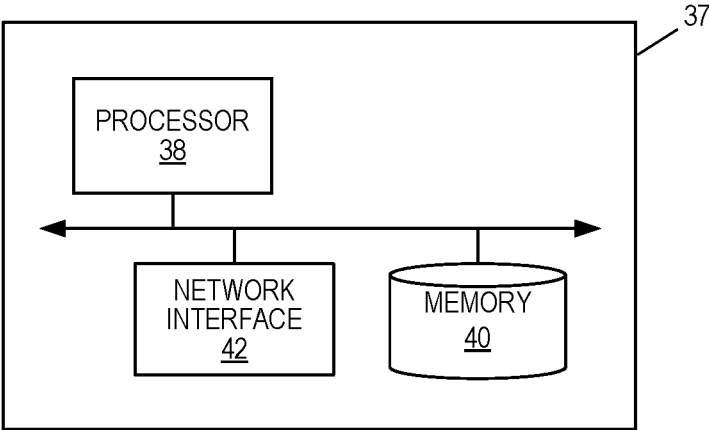 37
PROCESSOR
38
NETWORK
INTERFACE
42
MEMORY
40